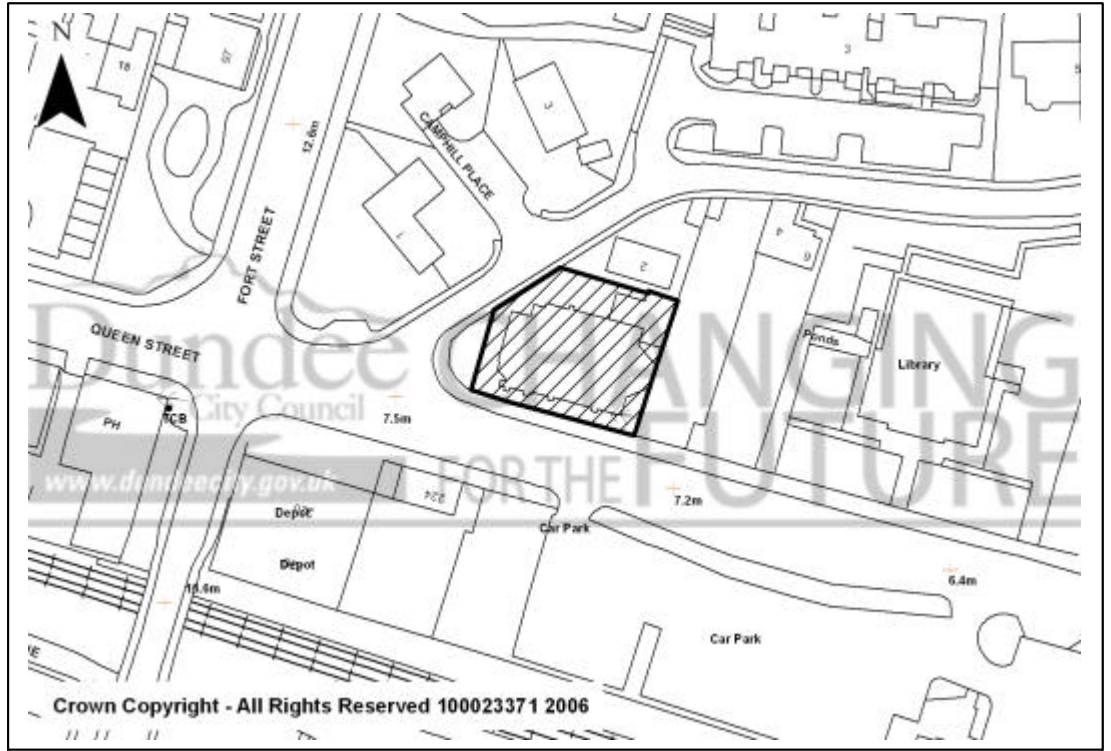 N
18
97
3
3
5
CAMPHILL PLACE
12.6m
1
FORT STREET
2
4
6
QUEEN STREET
Ponds
Library
Dundee
City Council
www.dundeecity.gov.uk
CHANGING
FOR THE FUTURE
TCB
PH
7.5m
224
7.2m
Depot
Car Park
Depot
6.4m
Car Park
Crown Copyright - All Rights Reserved 100023371 2006